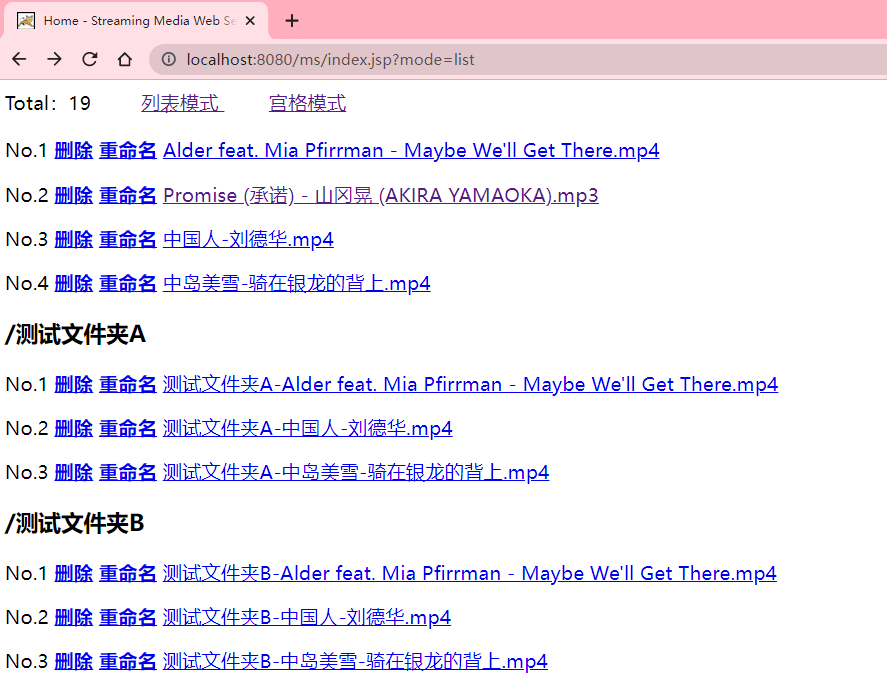 Home - Streaming Media Web Se
localhost:8080/ms/index.jsp?mode=list
Total：19 列表模式 宫格模式
No.1 删除 重命名 Alder feat. Mia Pfirrman - Maybe We'll Get There.mp4
No.2 删除 重命名 Promise (承诺) - 山冈晃 (AKIRA YAMAOKA).mp3
No.3 删除 重命名 中国人-刘德华.mp4
No.4 删除 重命名 中岛美雪-骑在银龙的背上.mp4
/测试文件夹A
No.1 删除 重命名 测试文件夹A-Alder feat. Mia Pfirrman - Maybe We'll Get There.mp4
No.2 删除 重命名 测试文件夹A-中国人-刘德华.mp4
No.3 删除 重命名 测试文件夹A-中岛美雪-骑在银龙的背上.mp4
/测试文件夹B
No.1 删除 重命名 测试文件夹B-Alder feat. Mia Pfirrman - Maybe We'll Get There.mp4
No.2 删除 重命名 测试文件夹B-中国人-刘德华.mp4
No.3 删除 重命名 测试文件夹B-中岛美雪-骑在银龙的背上.mp4